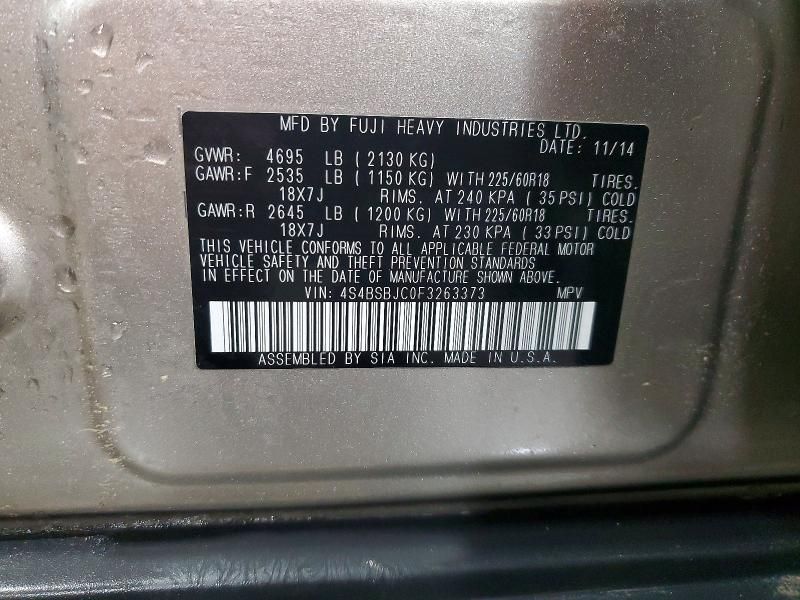 MFD BY FUJI HEAVY INDUSTRIES LTD.
DATE: 11/14
GVWR: 4695 LB ( 2130 KG)
GAWR:F 2535 LB ( 1150 KG) WITH 225/60R18 TIRES.
18X7J RIMS. AT 240 KPA ( 35 PSI) COLD
GAWR:R 2645 LB ( 1200 KG) WITH 225/60R18 TIRES.
18X7J RIMS. AT 230 KPA ( 33 PSI) COLD
THIS VEHICLE CONFORMS TO ALL APPLICABLE FEDERAL MOTOR
VEHICLE SAFETY AND THEFT PREVENTION STANDARDS
IN EFFECT ON THE DATE OF MANUFACTURE SHOWN ABOVE.
VIN: 4S4BSBJC0F3263373 MPV
ASSEMBLED BY SIA INC. MADE IN U.S.A.